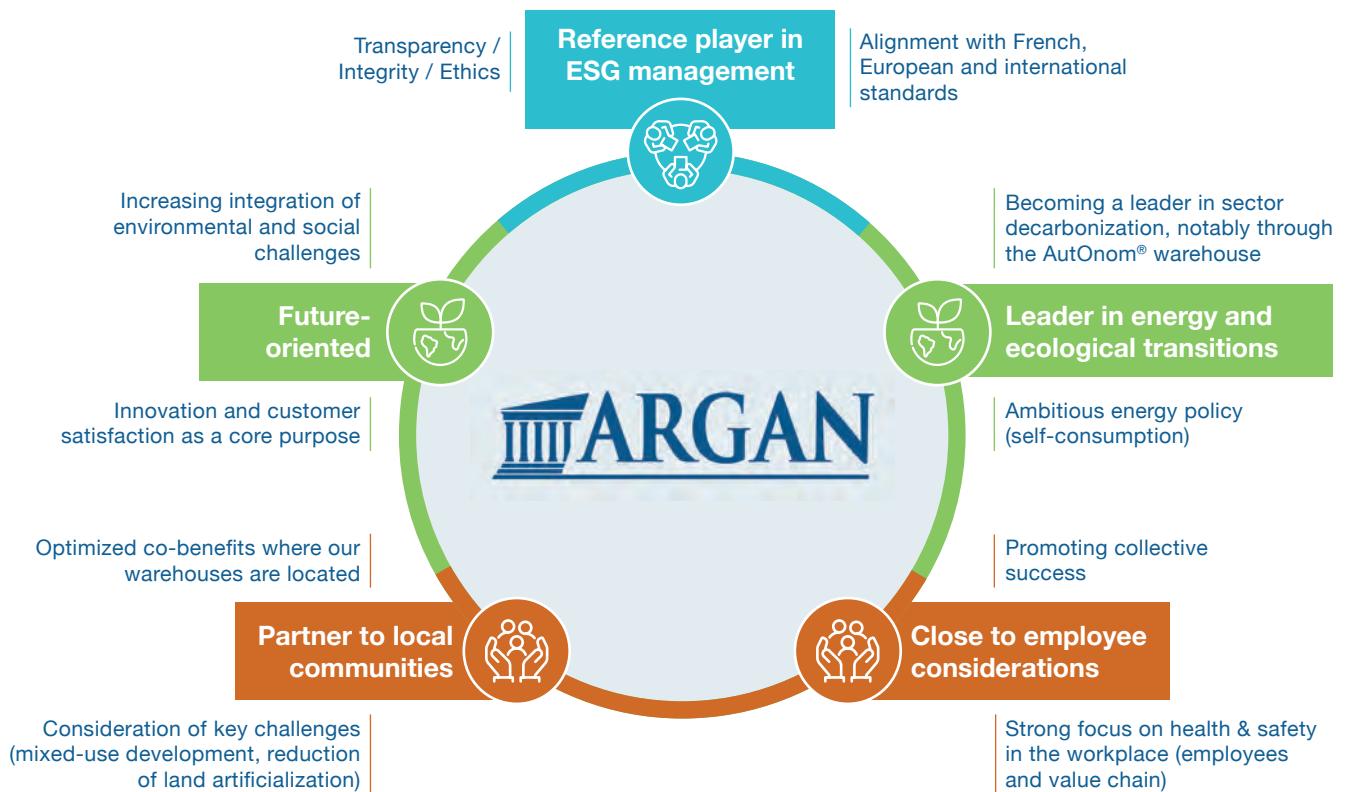 Transparency /
Integrity / Ethics
Reference player in
ESG management
Alignment with French,
European and international
standards
Increasing integration of
environmental and social
challenges
Future-
oriented
Innovation and customer
satisfaction as a core purpose
Becoming a leader in sector
decarbonization, notably through
the AutOnom® warehouse
Leader in energy and
ecological transitions
Ambitious energy policy
(self-consumption)
ARGAN
Optimized co-benefits where our
warehouses are located
Partner to local
communities
Consideration of key challenges
(mixed-use development, reduction
of land artificialization)
Promoting collective
success
Close to employee
considerations
Strong focus on health & safety
in the workplace (employees
and value chain)